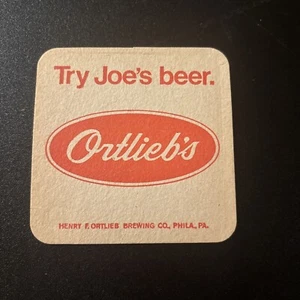 Try Joe's beer.
Ortlieb's
HENRY F. ORTLIEB BREWING CO., PHILA., PA.